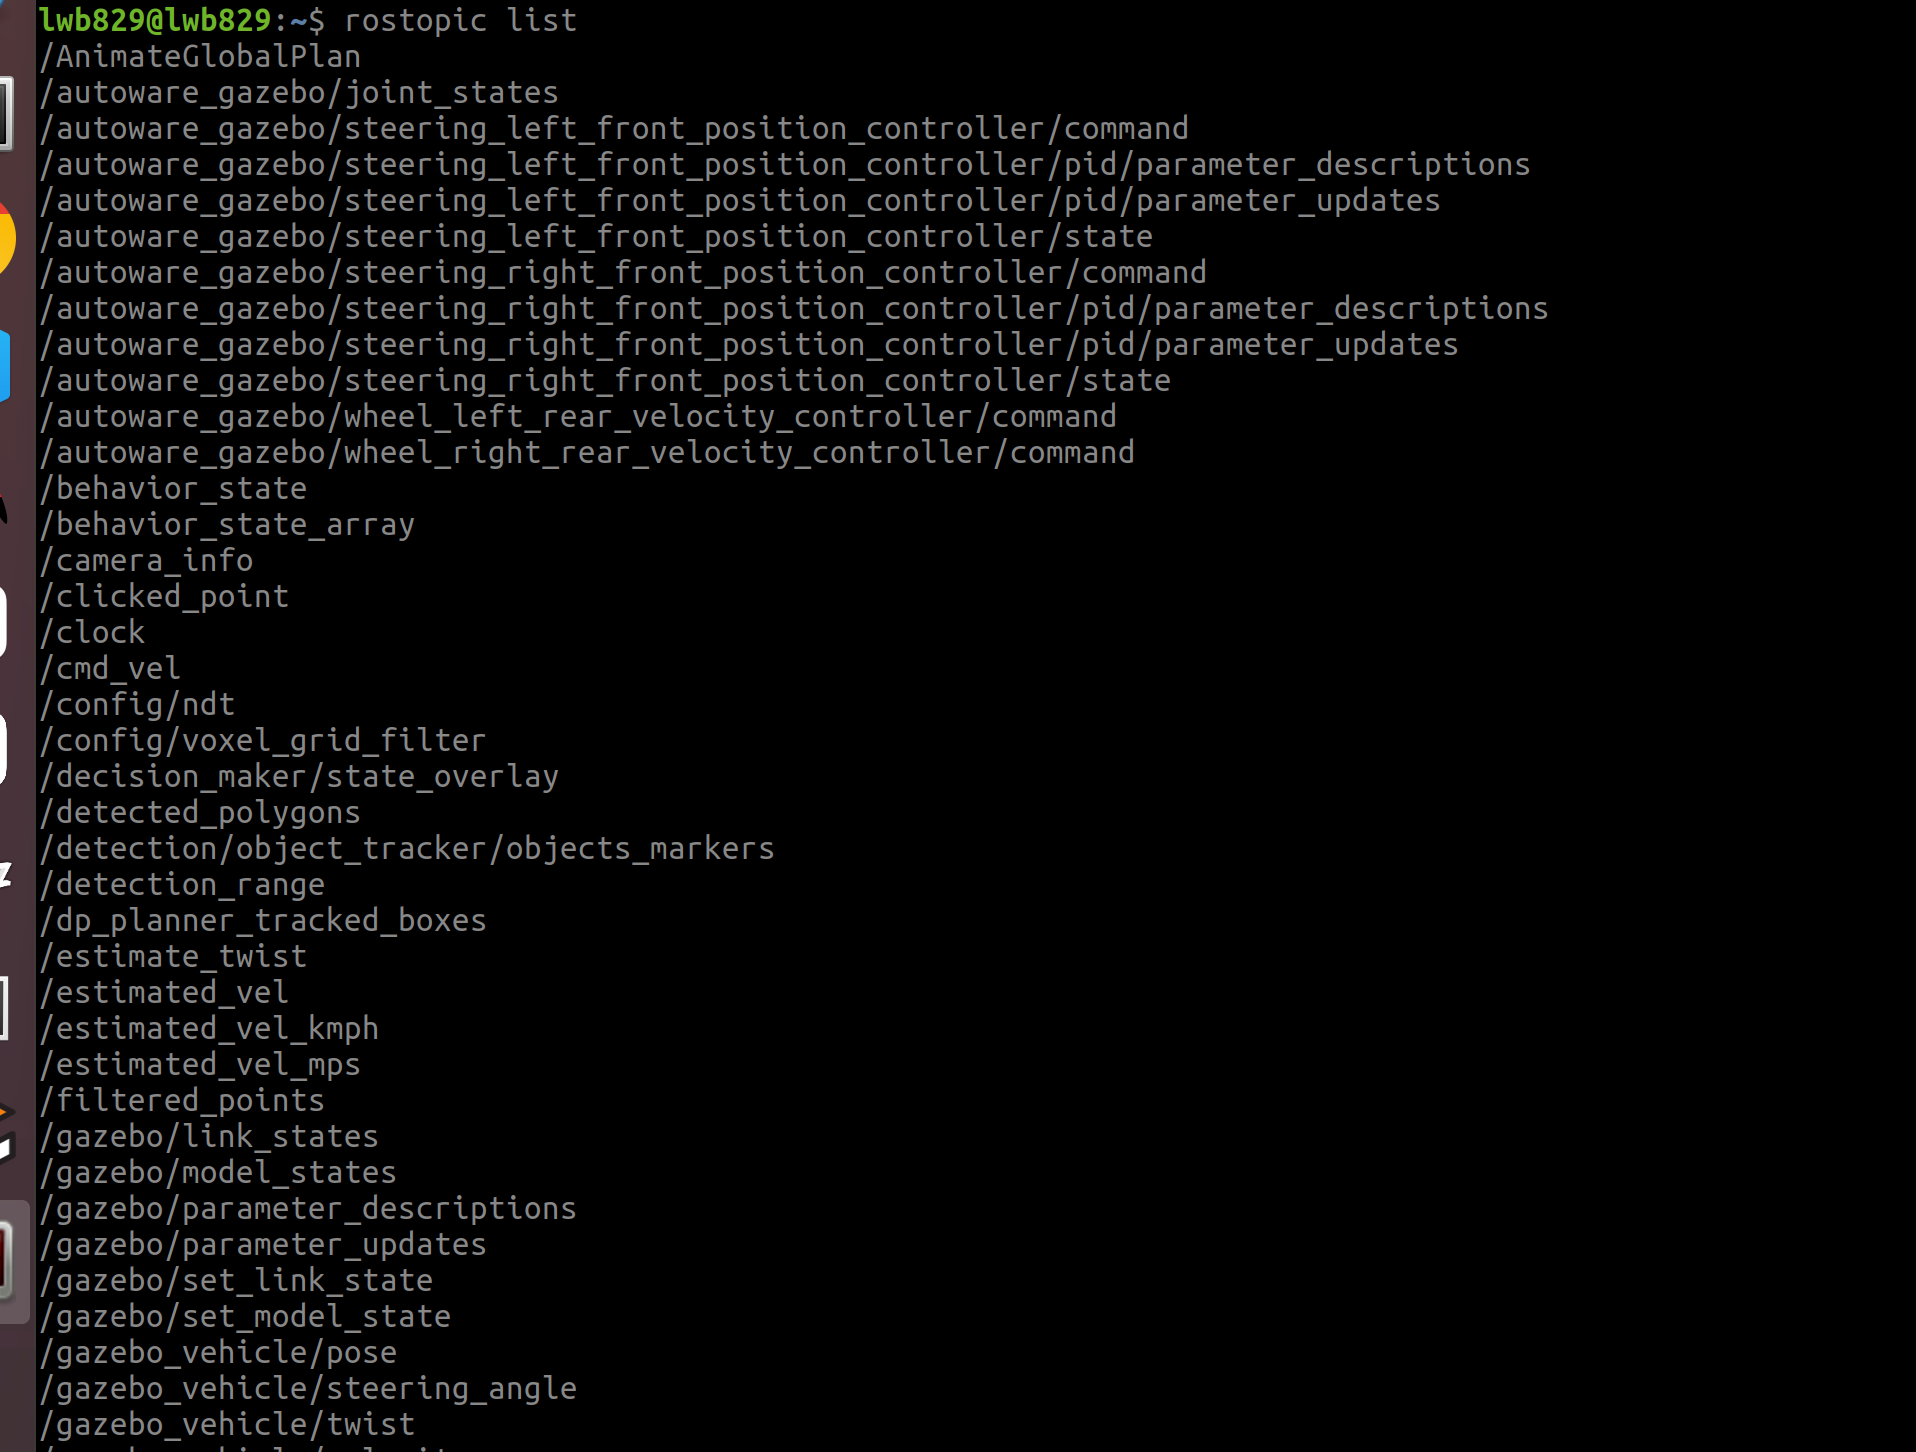 lwb829@lwb829:~$ rostopic list
/AnimateGlobalPlan
/autoware_gazebo/joint_states
/autoware_gazebo/steering_left_front_position_controller/command
/autoware_gazebo/steering_left_front_position_controller/pid/parameter_descriptions
/autoware_gazebo/steering_left_front_position_controller/pid/parameter_updates
/autoware_gazebo/steering_left_front_position_controller/state
/autoware_gazebo/steering_right_front_position_controller/command
/autoware_gazebo/steering_right_front_position_controller/pid/parameter_descriptions
/autoware_gazebo/steering_right_front_position_controller/pid/parameter_updates
/autoware_gazebo/steering_right_front_position_controller/state
/autoware_gazebo/wheel_left_rear_velocity_controller/command
/autoware_gazebo/wheel_right_rear_velocity_controller/command
/behavior_state
/behavior_state_array
/camera_info
/clicked_point
/clock
/cmd_vel
/config/ndt
/config/voxel_grid_filter
/decision_maker/state_overlay
/detected_polygons
/detection/object_tracker/objects_markers
/detection_range
/dp_planner_tracked_boxes
/estimate_twist
/estimated_vel
/estimated_vel_kmph
/estimated_vel_mps
/filtered_points
/gazebo/link_states
/gazebo/model_states
/gazebo/parameter_descriptions
/gazebo/parameter_updates
/gazebo/set_link_state
/gazebo/set_model_state
/gazebo_vehicle/pose
/gazebo_vehicle/steering_angle
/gazebo_vehicle/twist